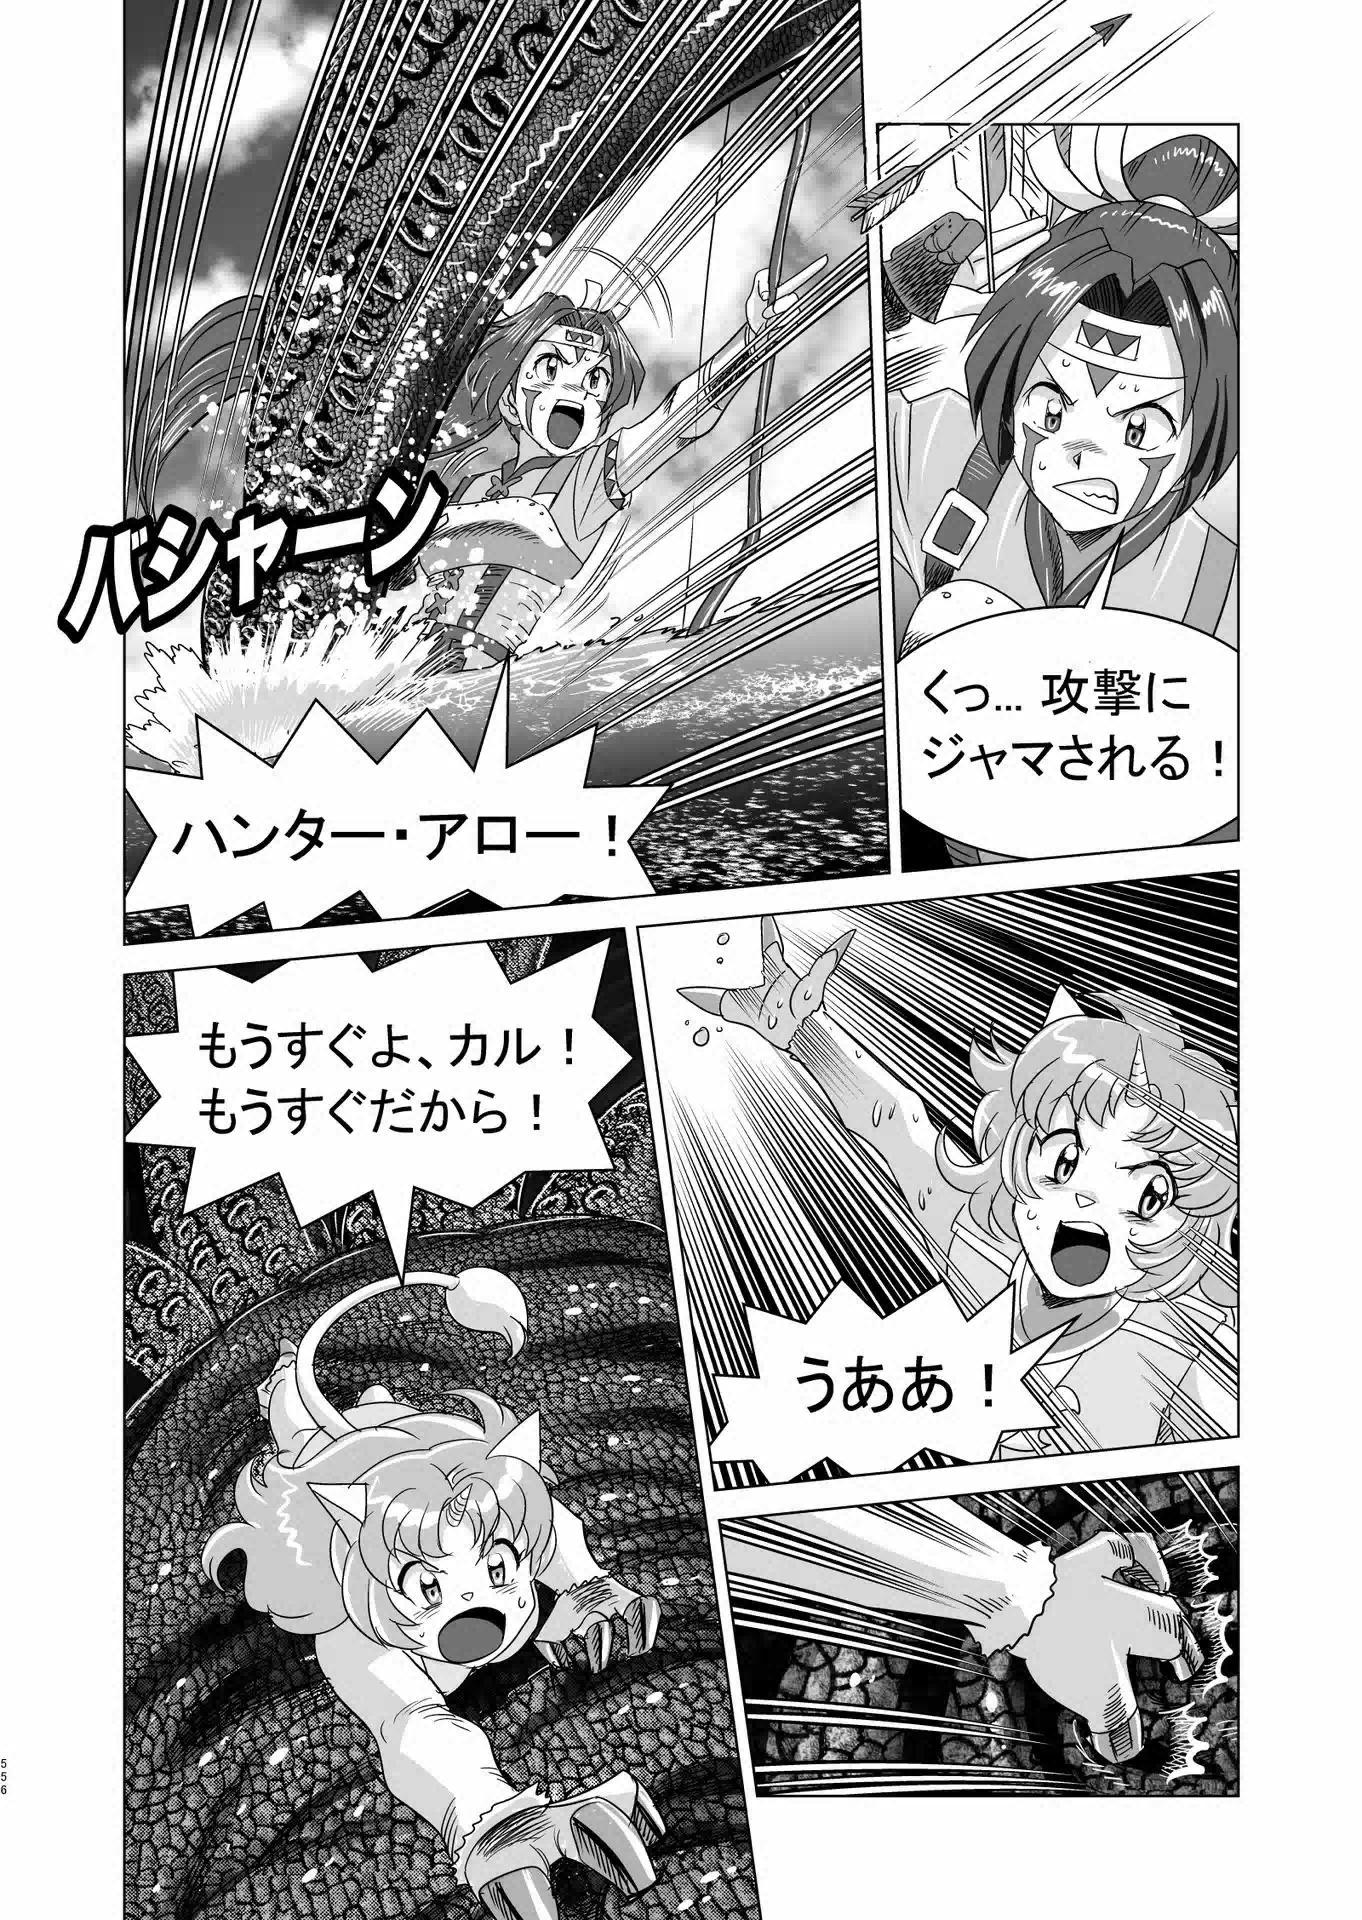 くっ... 攻撃に
ジャマされる！
バシャーン
ハンター・アロー！
うああ！
もうすぐよ、カル！
もうすぐだから！
556